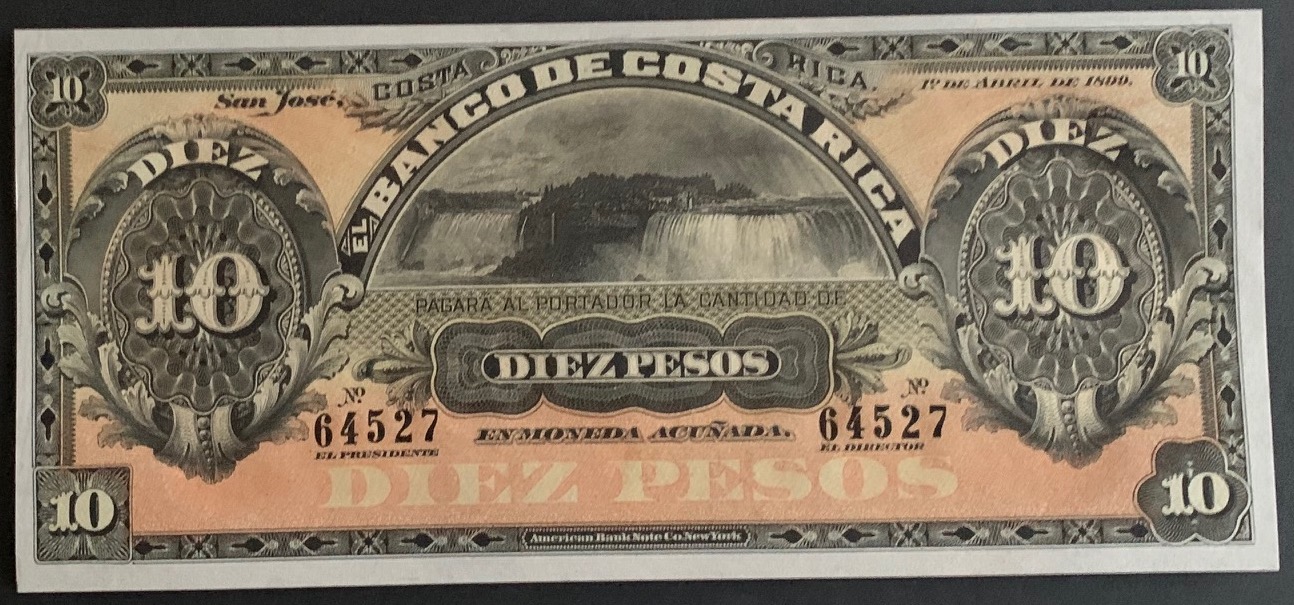 10
COSTA RICA.
10
San José,
1º DE ABRIL DE 1899.
EL BANCO DE COSTA RICA
DIEZ
DIEZ
10
10
PAGARA AL PORTADOR LA CANTIDAD DE
DIEZ PESOS
Nº
Nº
64527
64527
EN MONEDA ACUÑADA.
EL PRESIDENTE
EL DIRECTOR
DIEZ PESOS
10
10
American Bank Note Co. New York